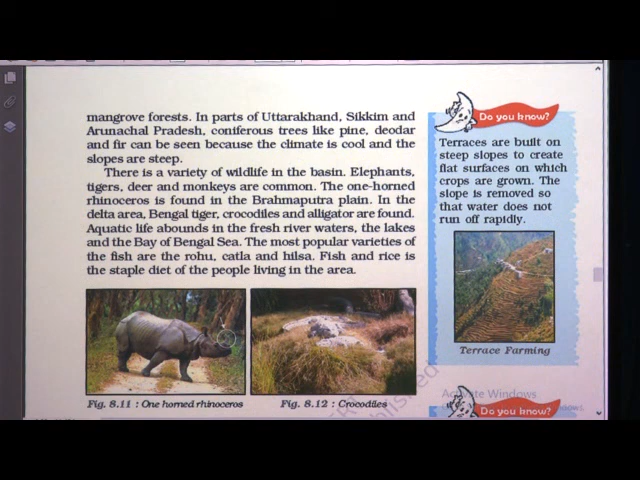 mangrove forests. In parts of Uttarakhand, Sikkim and
Arunachal Pradesh, coniferous trees like pine, deodar
and fir can be seen because the climate is cool and the
slopes are steep.
There is a variety of wildlife in the basin. Elephants,
tigers, deer and monkeys are common. The one-horned
rhinoceros is found in the Brahmaputra plain. In the
delta area, Bengal tiger, crocodiles and alligator are found.
Aquatic life abounds in the fresh river waters, the lakes
and the Bay of Bengal Sea. The most popular varieties of
the fish are the rohu, catla and hilsa. Fish and rice is
the staple diet of the people living in the area.
Fig. 8.11 : One horned rhinoceros
Fig. 8.12 : Crocodiles
Do you know?
Terraces are built on
steep slopes to create
flat surfaces on which
crops are grown. The
slope is removed so
that water does not
run off rapidly.
Terrace Farming
Activate Windows
Do you know?